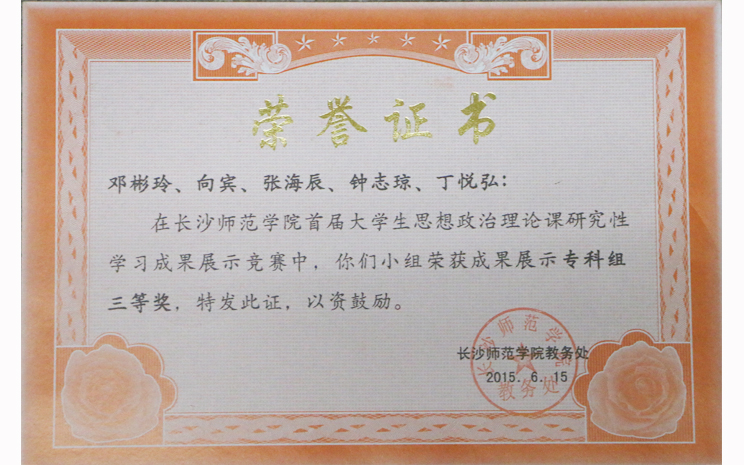 荣誉证书
邓彬玲、向宾、张海辰、钟志琼、丁悦弘：
在长沙师范学院首届大学生思想政治理论课研究性
学习成果展示竞赛中，你们小组荣获成果展示专科组
三等奖，特发此证，以资鼓励。
长沙师范学院教务处
2015．6．15
长沙师范学院
教务处